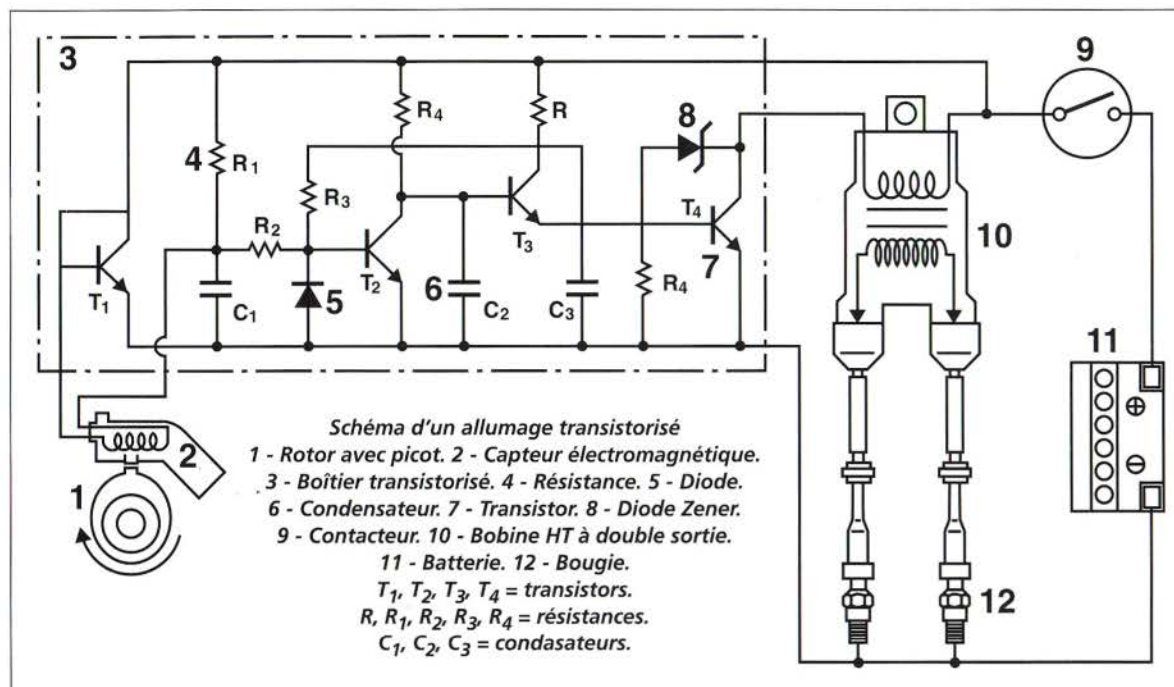 3
9
R₄
R
8
4
R₁
R₃
R₂
T₃
T₄
10
T₁
C₁
5
T₂
6
C₂
C₃
R₄
7
11
2
1
Schéma d'un allumage transistorisé
1 - Rotor avec picot. 2 - Capteur électromagnétique.
3 - Boîtier transistorisé. 4 - Résistance. 5 - Diode.
6 - Condensateur. 7 - Transistor. 8 - Diode Zener.
9 - Contacteur. 10 - Bobine HT à double sortie.
11 - Batterie. 12 - Bougie.
T₁, T₂, T₃, T₄ = transistors.
R, R₁, R₂, R₃, R₄ = résistances.
C₁, C₂, C₃ = condasateurs.
12